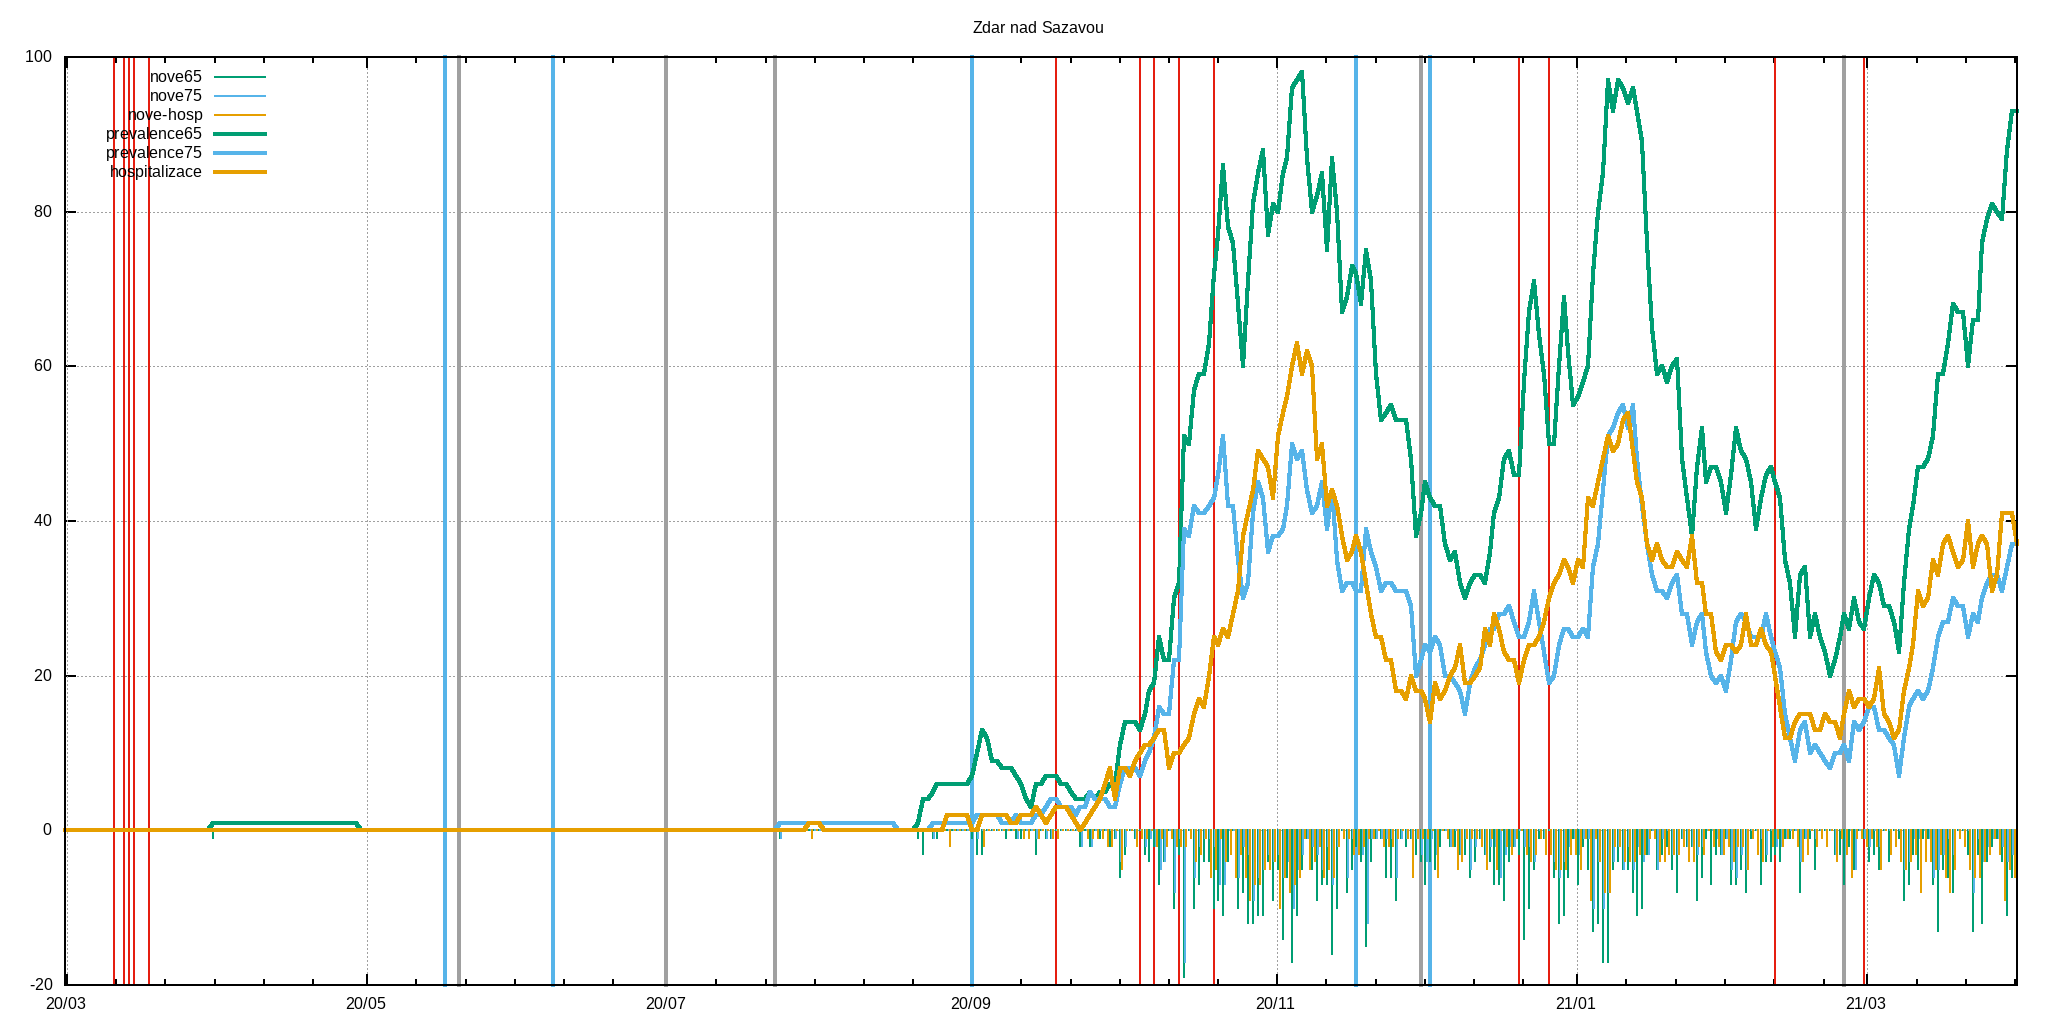 Zdar nad Sazavou
100
nove65
nove75
nove-hosp
prevalence65
prevalence75
hospitalizace
80
60
40
20
0
-20
20/03 20/05 20/07 20/09 20/11 21/01 21/03